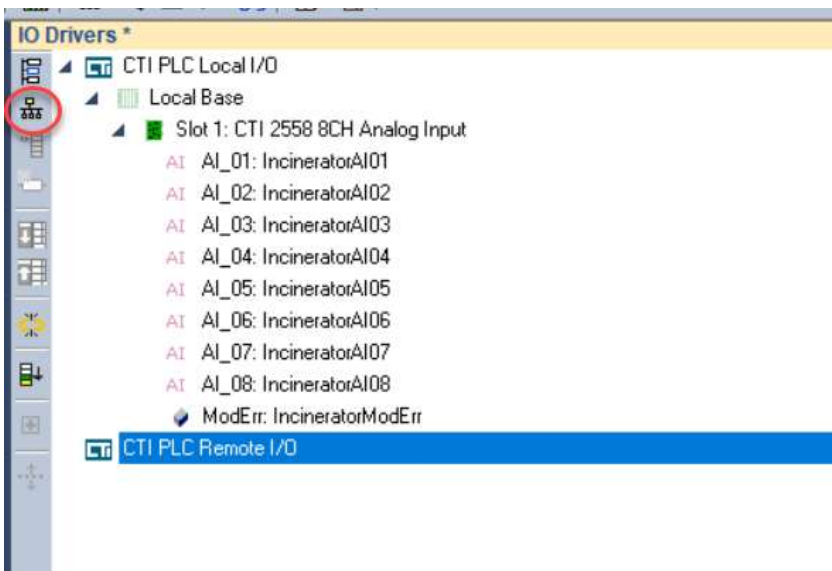 IO Drivers *
CTI PLC Local I/O
Local Base
Slot 1: CTI 2558 8CH Analog Input
AI AI_01: IncineratorAI01
AI AI_02: IncineratorAI02
AI AI_03: IncineratorAI03
AI AI_04: IncineratorAI04
AI AI_05: IncineratorAI05
AI AI_06: IncineratorAI06
AI AI_07: IncineratorAI07
AI AI_08: IncineratorAI08
ModErr: IncineratorModErr
CTI PLC Remote I/O